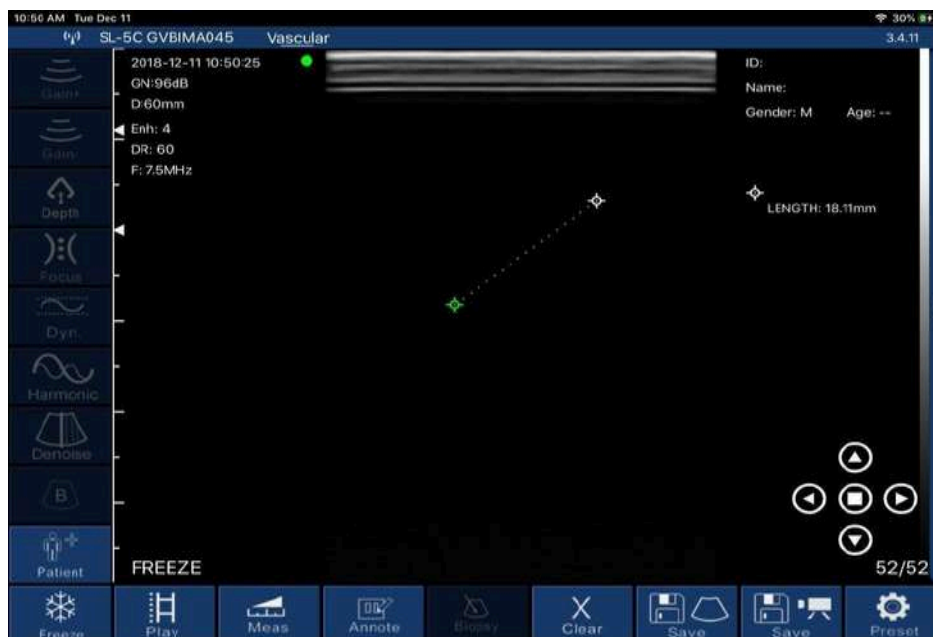 10:50 AM Tue Dec 11
30%
SL-5C GVBIMA045 Vascular
3.4.11
2018-12-11 10:50:25
GN:96dB
D:60mm
Enh: 4
DR: 60
F: 7.5MHz
ID:
Name:
Gender: M Age: --
LENGTH: 18.11mm
Gain+
Gain-
Depth
Focus
Dyn.
Harmonic
Denoise
B
Patient
FREEZE
52/52
Freeze
Play
Meas
Annote
Biopsy
Clear
Save
Save
Preset